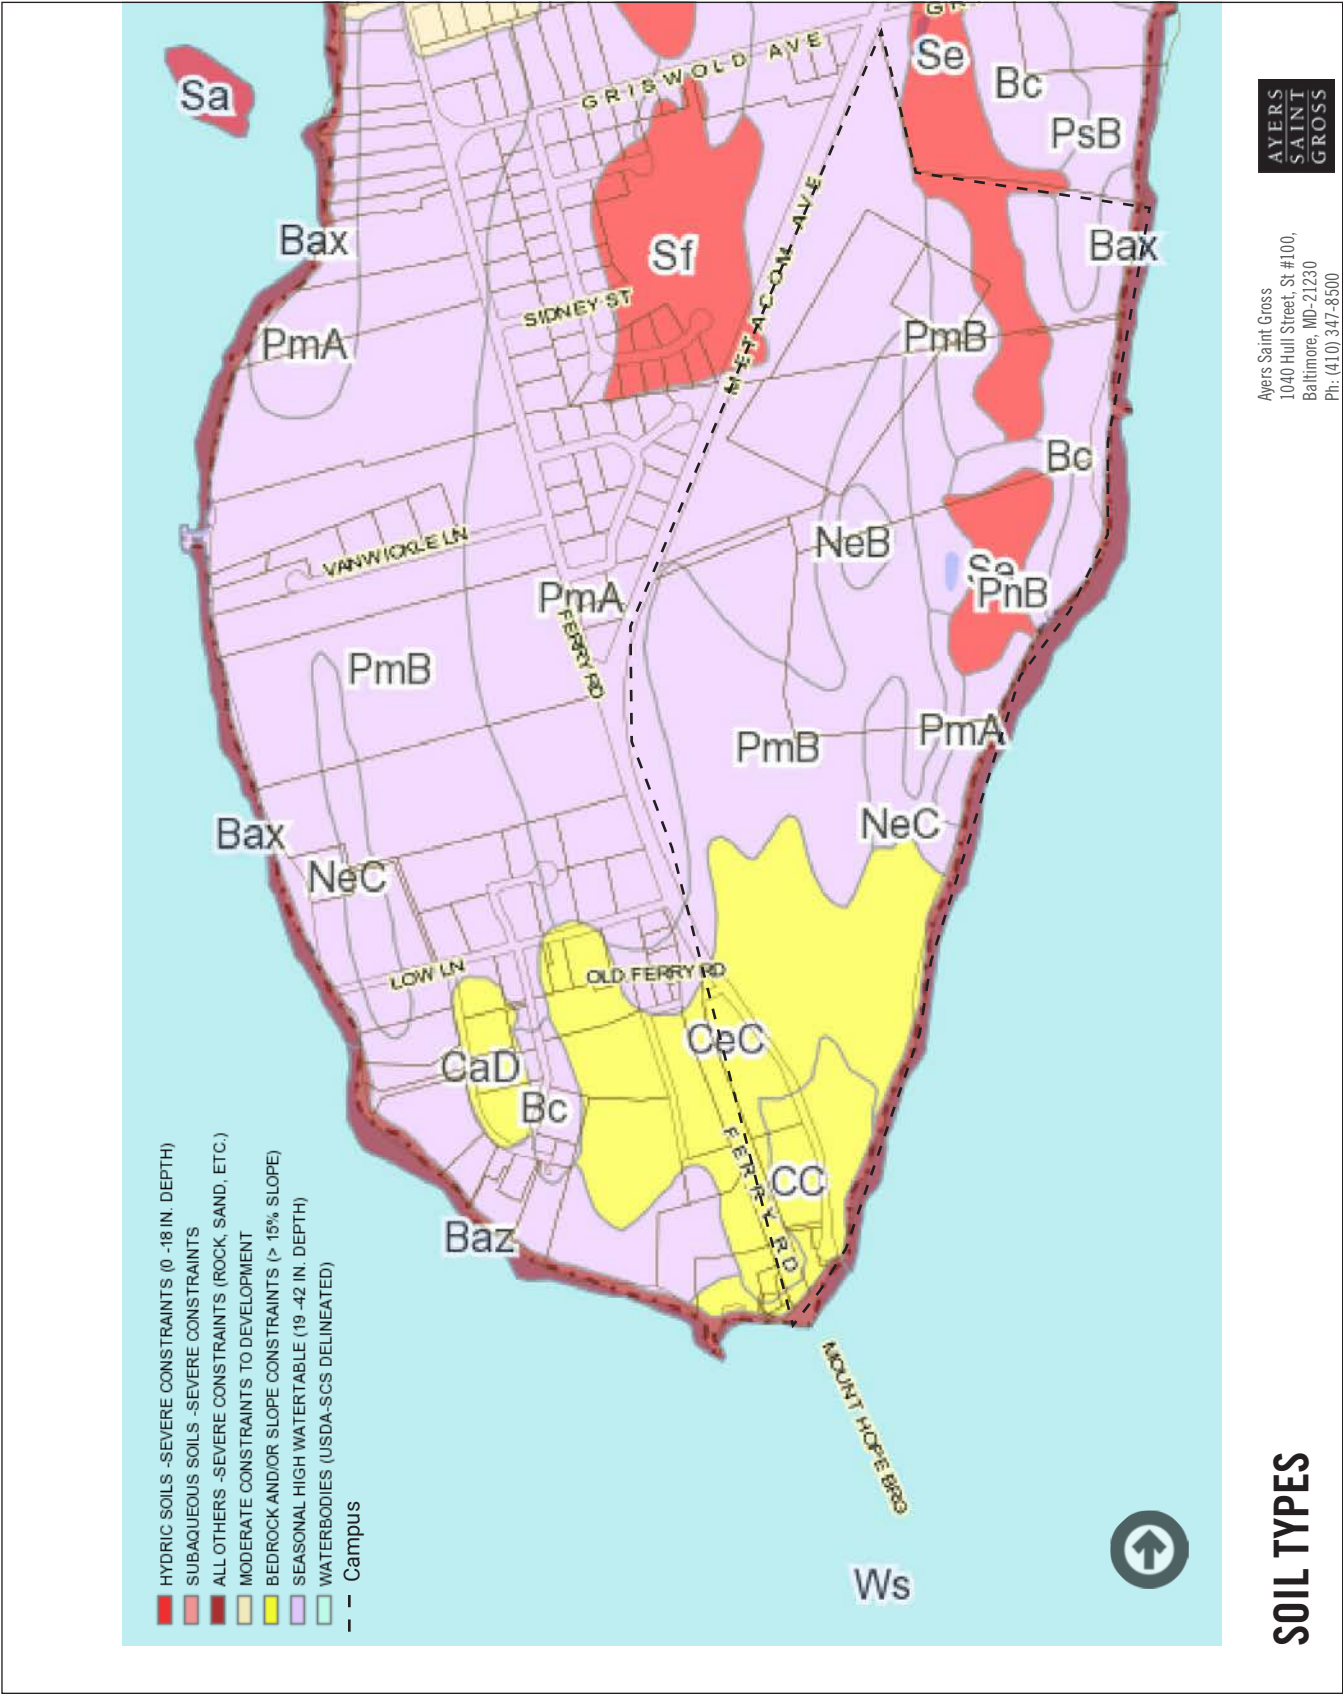 HYDRIC SOILS -SEVERE CONSTRAINTS (0 -18 IN. DEPTH)
SUBAQUEOUS SOILS -SEVERE CONSTRAINTS
ALL OTHERS -SEVERE CONSTRAINTS (ROCK, SAND, ETC.)
MODERATE CONSTRAINTS TO DEVELOPMENT
BEDROCK AND/OR SLOPE CONSTRAINTS (> 15% SLOPE)
SEASONAL HIGH WATERTABLE (19 -42 IN. DEPTH)
WATERBODIES (USDA-SCS DELINEATED)
Campus
Sa
Se
Bc
PsB
GRISWOLD AVE
Bax
Sf
METACOM AVE
Bax
SIDNEY ST
PmA
PmB
Bc
VANWICKLE LN
NeB
PmA
PnB
FERRY RD
PmB
PmB
PmA
Bax
NeC
NeC
LOW LN
OLD FERRY RD
CeC
CaD
Bc
FERRY RD
CC
Baz
MOUNT HOPE BRG
Ws
SOIL TYPES
AYERS
SAINT
GROSS
Ayers Saint Gross
1040 Hull Street, St #100,
Baltimore, MD-21230
Ph: (410) 347-8500